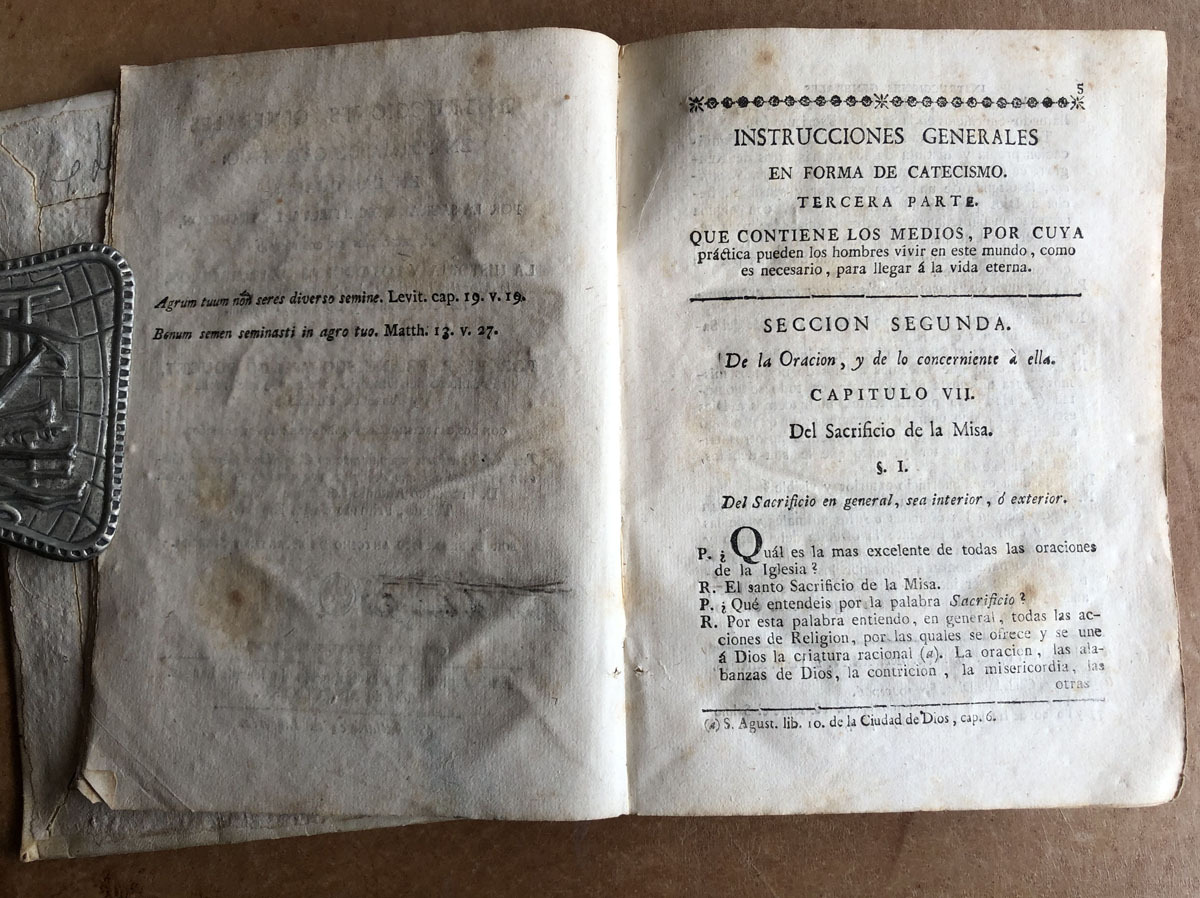 Agrum tuum non seres diverso semine. Levit. cap. 19. v. 19.
Bonum semen seminasti in agro tuo. Matth. 13. v. 27.
5
INSTRUCCIONES GENERALES
EN FORMA DE CATECISMO.
TERCERA PARTE.
QUE CONTIENE LOS MEDIOS, POR CUYA
práctica pueden los hombres vivir en este mundo, como
es necesario, para llegar á la vida eterna.
SECCION SEGUNDA.
De la Oracion, y de lo concerniente à ella.
CAPITULO VII.
Del Sacrificio de la Misa.
§. I.
Del Sacrificio en general, sea interior, ó exterior.
P. ¿Quál es la mas excelente de todas las oraciones
de la Iglesia?
R. El santo Sacrificio de la Misa.
P. ¿Qué entendeis por la palabra Sacrificio?
R. Por esta palabra entiendo, en general, todas las ac-
ciones de Religion, por las quales se ofrece y se une
á Dios la criatura racional (a). La oracion, las ala-
banzas de Dios, la contricion, la misericordia, las
otras
(a) S. Agust. lib. 10. de la Ciudad de Dios, cap. 6.